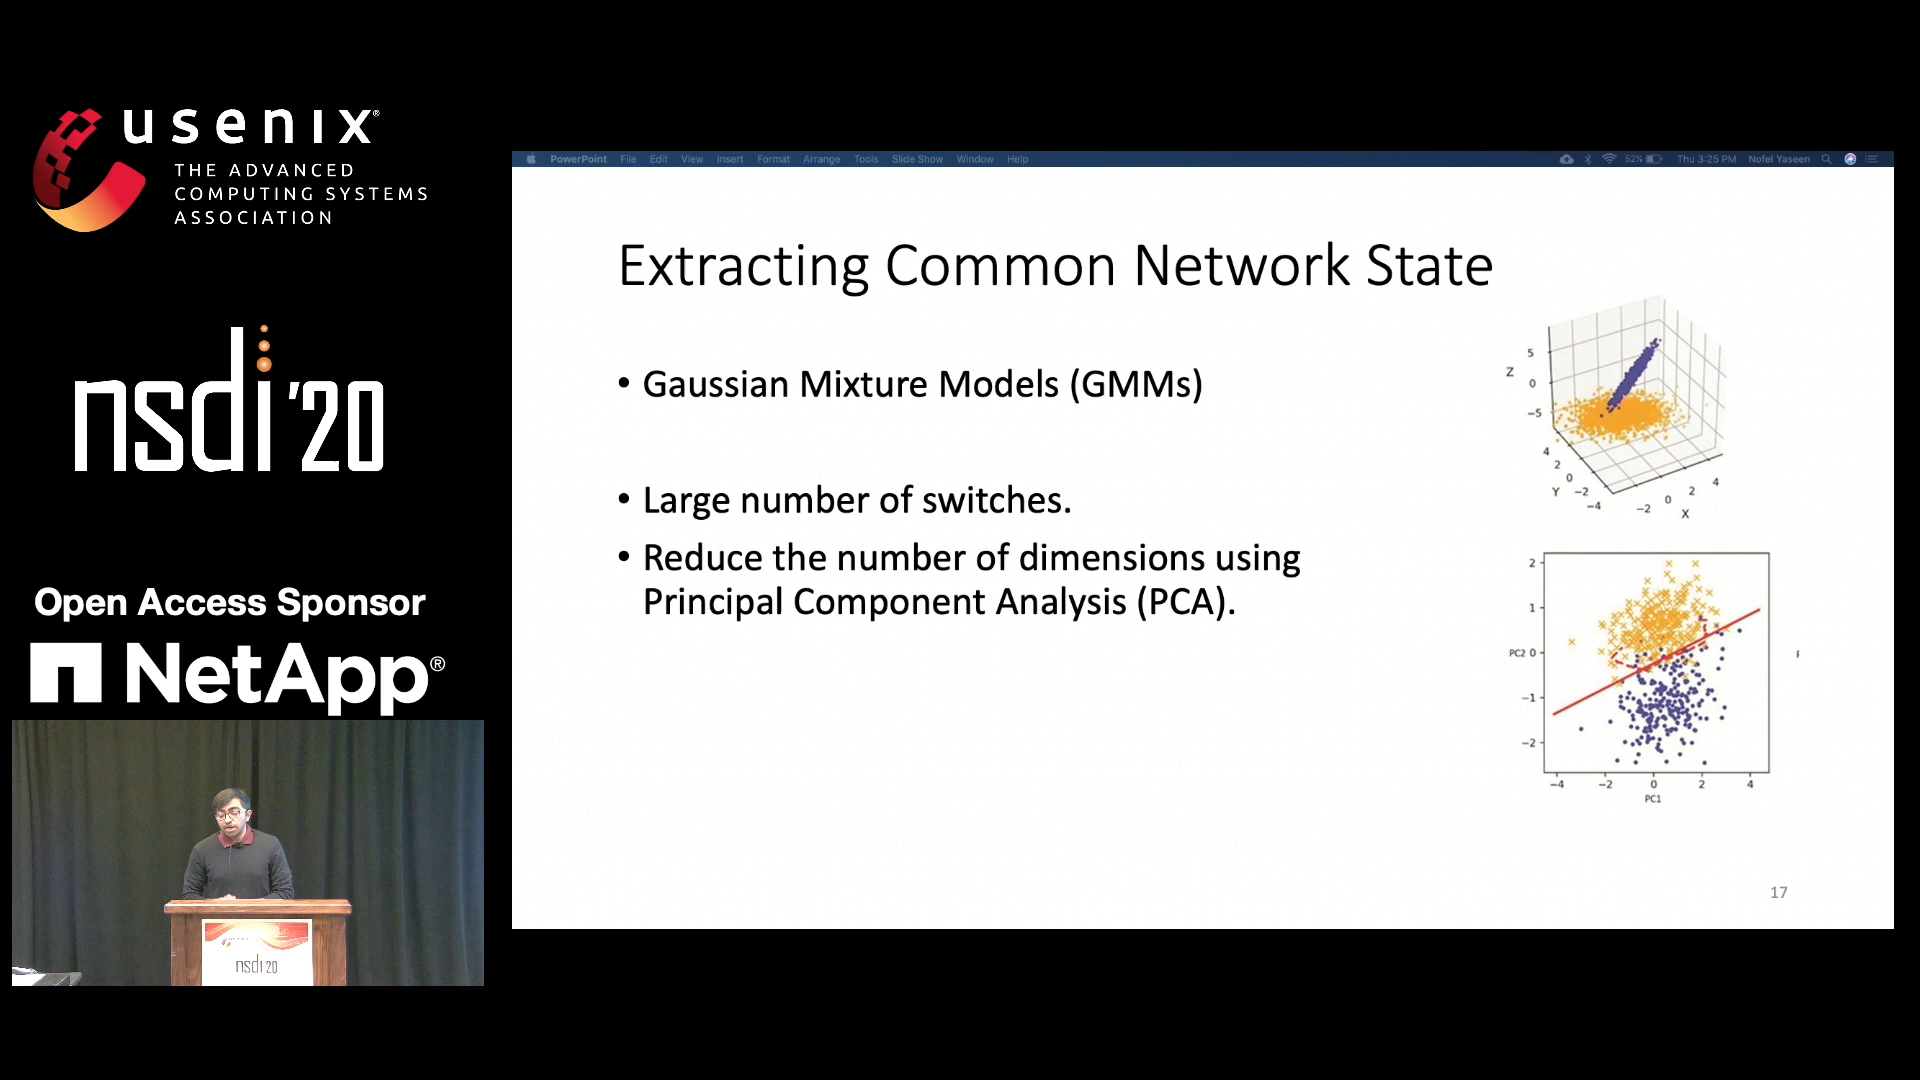 usenix®
THE ADVANCED
COMPUTING SYSTEMS
ASSOCIATION
nsdi '20
Open Access Sponsor
NetApp®
nsdi '20
PowerPoint File Edit View Insert Format Arrange Tools Slide Show Window Help
52% Thu 3:25 PM Nofel Yaseen
Extracting Common Network State
• Gaussian Mixture Models (GMMs)
• Large number of switches.
• Reduce the number of dimensions using
Principal Component Analysis (PCA).
Z
5
0
−5
4
2
0
−2
−4
Y
−2
0
2
4
X
2
1
PC2 0
−1
−2
−4 −2 0 2 4
PC1
17